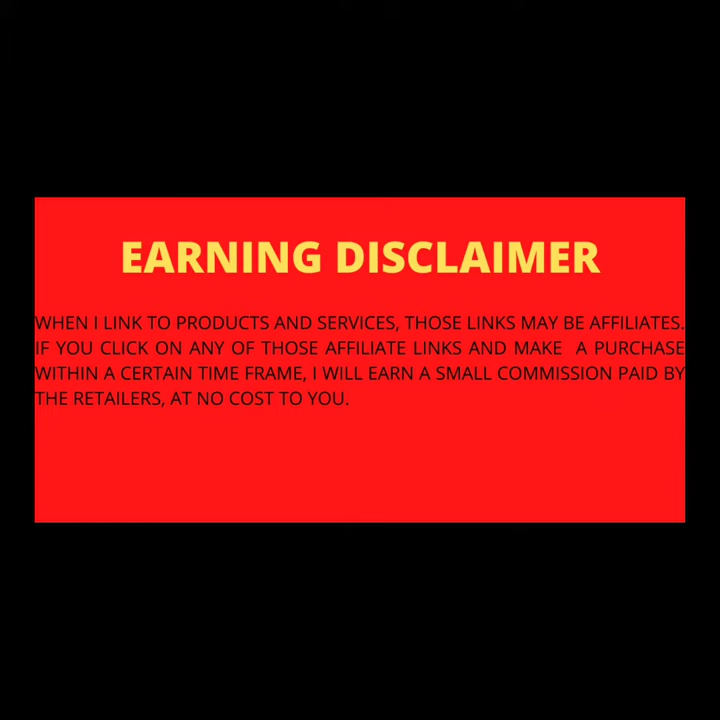 EARNING DISCLAIMER
WHEN I LINK TO PRODUCTS AND SERVICES, THOSE LINKS MAY BE AFFILIATES.
IF YOU CLICK ON ANY OF THOSE AFFILIATE LINKS AND MAKE A PURCHASE
WITHIN A CERTAIN TIME FRAME, I WILL EARN A SMALL COMMISSION PAID BY
THE RETAILERS, AT NO COST TO YOU.